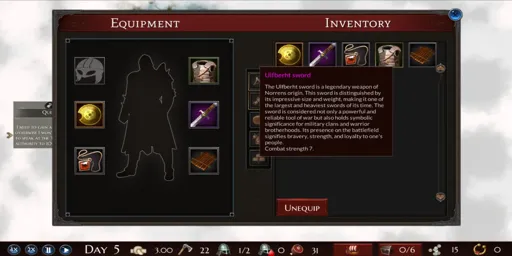 EQUIPMENT
INVENTORY
Ulfberht sword
The Ulfberht sword is a legendary weapon of
Norrens origin. This sword is distinguished by
its impressive size and weight, making it one of
the largest and heaviest swords of its time. The
sword is considered not only a powerful and
reliable tool of war but also holds symbolic
significance for military clans and warrior
brotherhoods. Its presence on the battlefield
signifies bravery, strength, and loyalty to one's
people.
Combat strength 7.
UNEQUIP
4X 2X DAY 5 3.00 22 1/2 0 31 0/6 15 0